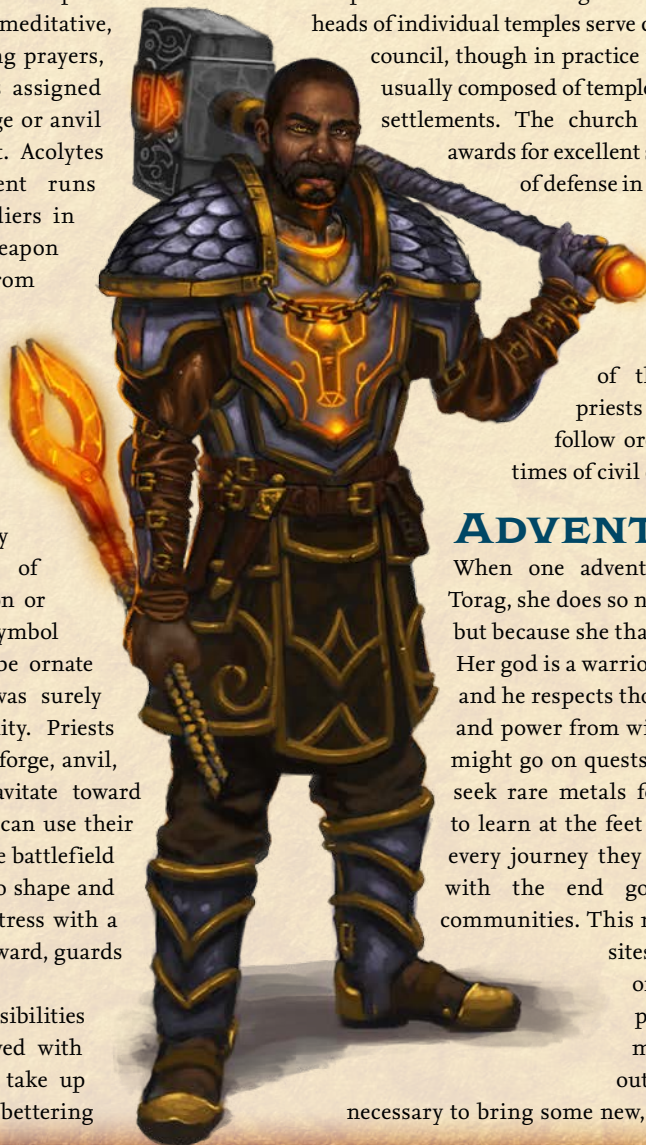 meditative,
ng prayers,
assigned
ge or anvil
t. Acolytes
ent runs
diers in
eapon
rom
y
of
on or
ymbol
be ornate
was surely
ity. Priests
forge, anvil,
avitate toward
can use their
e battlefield
o shape and
tress with a
ward, guards
sibilities
ved with
take up
bettering
heads of individual temples serve
council, though in practice
usually composed of temple
settlements. The church
awards for excellent
of defense in
of
priests
follow or
times of civil
ADVENT
When one advent
Torag, she does so n
but because she tha
Her god is a warrio
and he respects tho
and power from wi
might go on quests
seek rare metals f
to learn at the feet
every journey they
with the end go
communities. This
sites
o
p
m
out
necessary to bring some new,